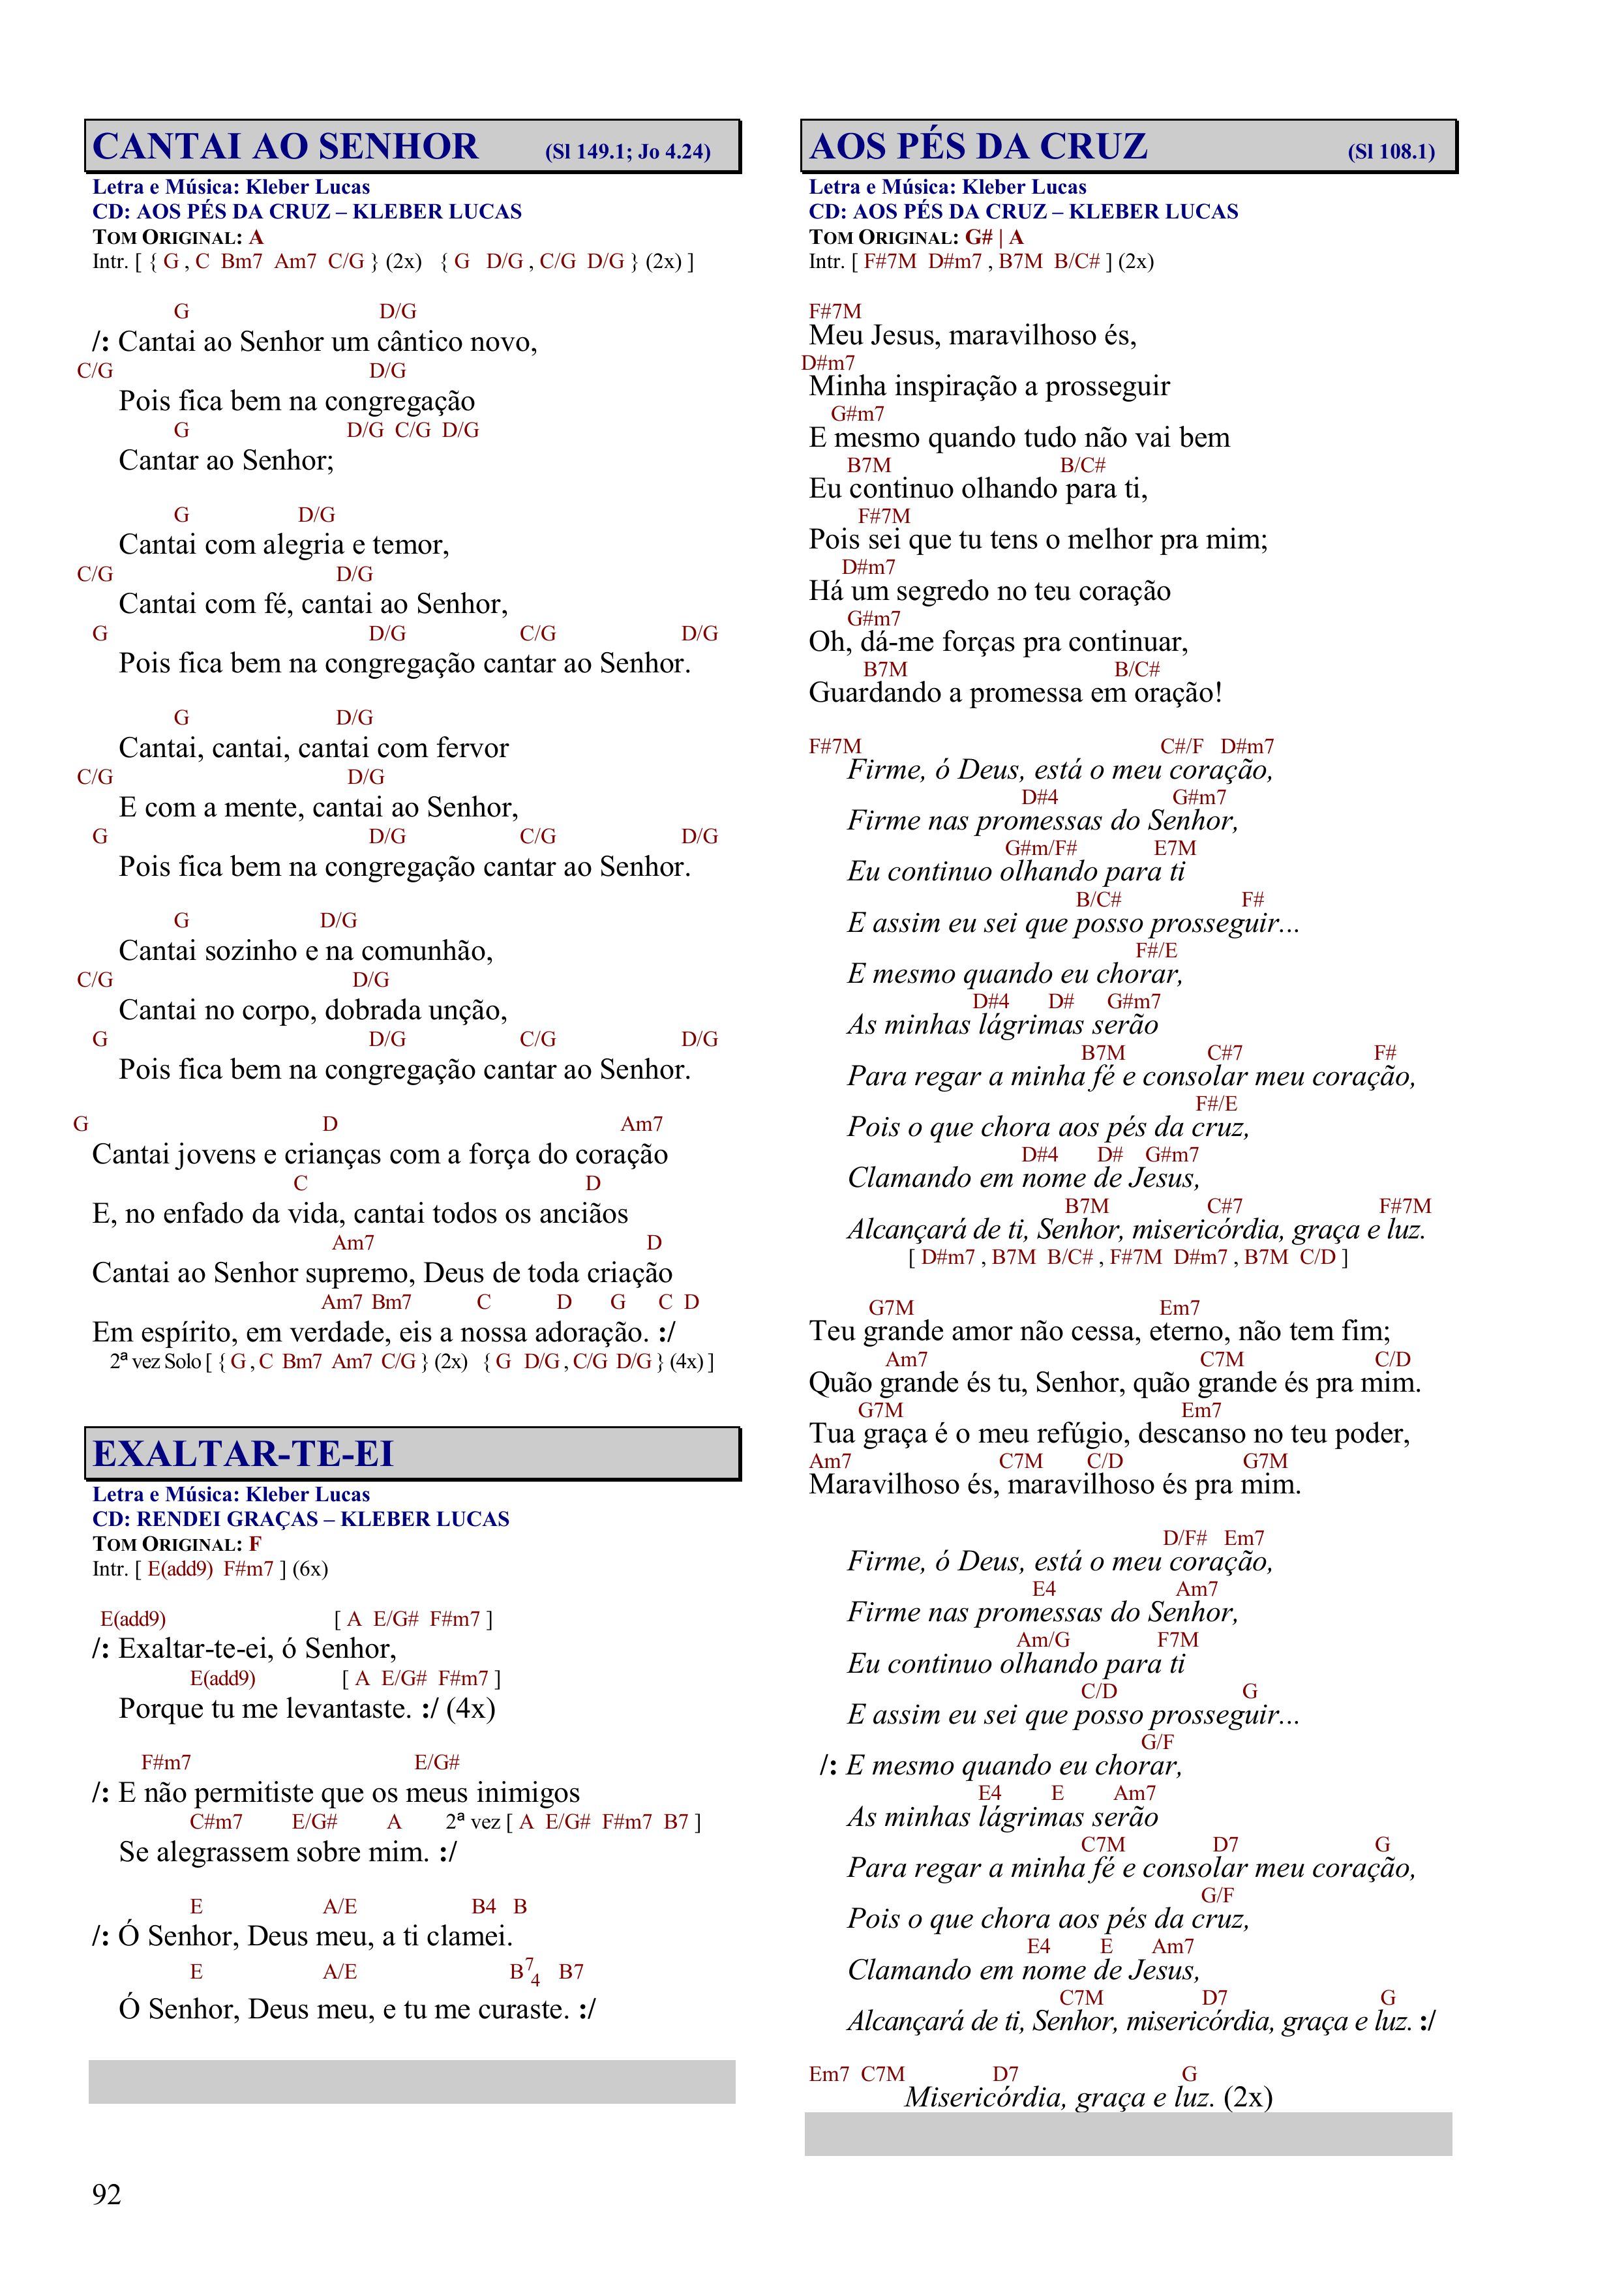 CANTAI AO SENHOR (Sl 149.1; Jo 4.24)
Letra e Música: Kleber Lucas
CD: AOS PÉS DA CRUZ – KLEBER LUCAS
TOM ORIGINAL: A
Intr. [ { G , C Bm7 Am7 C/G } (2x) { G D/G , C/G D/G } (2x) ]
G D/G
/: Cantai ao Senhor um cântico novo,
C/G D/G
Pois fica bem na congregação
G D/G C/G D/G
Cantar ao Senhor;
G D/G
Cantai com alegria e temor,
C/G D/G
Cantai com fé, cantai ao Senhor,
G D/G C/G D/G
Pois fica bem na congregação cantar ao Senhor.
G D/G
Cantai, cantai, cantai com fervor
C/G D/G
E com a mente, cantai ao Senhor,
G D/G C/G D/G
Pois fica bem na congregação cantar ao Senhor.
G D/G
Cantai sozinho e na comunhão,
C/G D/G
Cantai no corpo, dobrada unção,
G D/G C/G D/G
Pois fica bem na congregação cantar ao Senhor.
G D Am7
Cantai jovens e crianças com a força do coração
C D
E, no enfado da vida, cantai todos os anciãos
Am7 D
Cantai ao Senhor supremo, Deus de toda criação
Am7 Bm7 C D G C D
Em espírito, em verdade, eis a nossa adoração. :/
2ª vez Solo [ { G , C Bm7 Am7 C/G } (2x) { G D/G , C/G D/G } (4x) ]
EXALTAR-TE-EI
Letra e Música: Kleber Lucas
CD: RENDEI GRAÇAS – KLEBER LUCAS
TOM ORIGINAL: F
Intr. [ E(add9) F#m7 ] (6x)
E(add9) [ A E/G# F#m7 ]
/: Exaltar-te-ei, ó Senhor,
E(add9) [ A E/G# F#m7 ]
Porque tu me levantaste. :/ (4x)
F#m7 E/G#
/: E não permitiste que os meus inimigos
C#m7 E/G# A 2ª vez [ A E/G# F#m7 B7 ]
Se alegrassem sobre mim. :/
E A/E B4 B
/: Ó Senhor, Deus meu, a ti clamei.
E A/E B7 4 B7
Ó Senhor, Deus meu, e tu me curaste. :/
92
AOS PÉS DA CRUZ (Sl 108.1)
Letra e Música: Kleber Lucas
CD: AOS PÉS DA CRUZ – KLEBER LUCAS
TOM ORIGINAL: G# | A
Intr. [ F#7M D#m7 , B7M B/C# ] (2x)
F#7M
Meu Jesus, maravilhoso és,
D#m7
Minha inspiração a prosseguir
G#m7
E mesmo quando tudo não vai bem
B7M B/C#
Eu continuo olhando para ti,
F#7M
Pois sei que tu tens o melhor pra mim;
D#m7
Há um segredo no teu coração
G#m7
Oh, dá-me forças pra continuar,
B7M B/C#
Guardando a promessa em oração!
F#7M C#/F D#m7
Firme, ó Deus, está o meu coração,
D#4 G#m7
Firme nas promessas do Senhor,
G#m/F# E7M
Eu continuo olhando para ti
B/C# F#
E assim eu sei que posso prosseguir...
F#/E
E mesmo quando eu chorar,
D#4 D# G#m7
As minhas lágrimas serão
B7M C#7 F#
Para regar a minha fé e consolar meu coração,
F#/E
Pois o que chora aos pés da cruz,
D#4 D# G#m7
Clamando em nome de Jesus,
B7M C#7 F#7M
Alcançará de ti, Senhor, misericórdia, graça e luz.
[ D#m7 , B7M B/C# , F#7M D#m7 , B7M C/D ]
G7M Em7
Teu grande amor não cessa, eterno, não tem fim;
Am7 C7M C/D
Quão grande és tu, Senhor, quão grande és pra mim.
G7M Em7
Tua graça é o meu refúgio, descanso no teu poder,
Am7 C7M C/D G7M
Maravilhoso és, maravilhoso és pra mim.
D/F# Em7
Firme, ó Deus, está o meu coração,
E4 Am7
Firme nas promessas do Senhor,
Am/G F7M
Eu continuo olhando para ti
C/D G
E assim eu sei que posso prosseguir...
G/F
/: E mesmo quando eu chorar,
E4 E Am7
As minhas lágrimas serão
C7M D7 G
Para regar a minha fé e consolar meu coração,
G/F
Pois o que chora aos pés da cruz,
E4 E Am7
Clamando em nome de Jesus,
C7M D7 G
Alcançará de ti, Senhor, misericórdia, graça e luz. :/
Em7 C7M D7 G
Misericórdia, graça e luz. (2x)